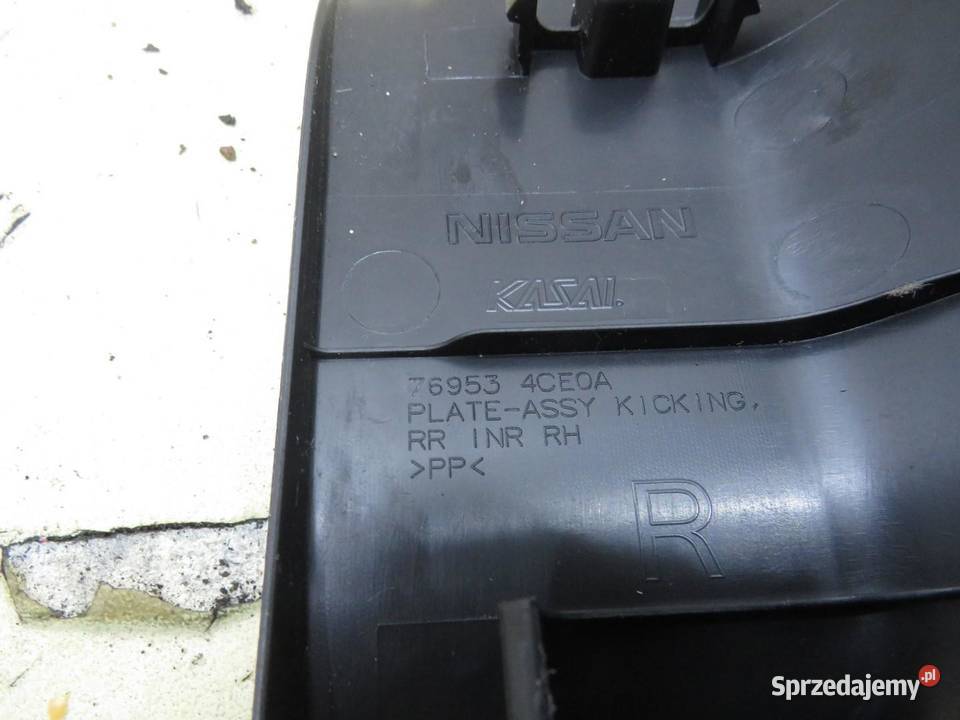 NISSAN
KASAI.
76953 4CE0A
PLATE-ASSY KICKING,
RR INR RH
>PP<
R
Sprzedajemy.pl